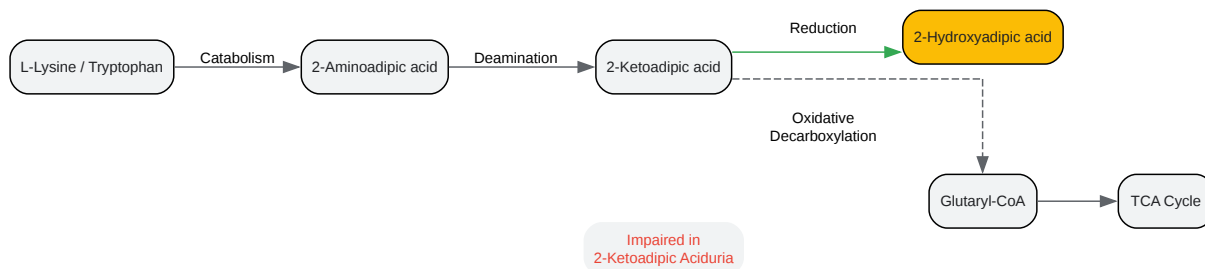 L-Lysine / Tryptophan
Catabolism
2-Aminoadipic acid
Deamination
2-Ketoadipic acid
Reduction
2-Hydroxyadipic acid
Oxidative
Decarboxylation
Glutaryl-CoA
TCA Cycle
Impaired in
2-Ketoadipic Aciduria